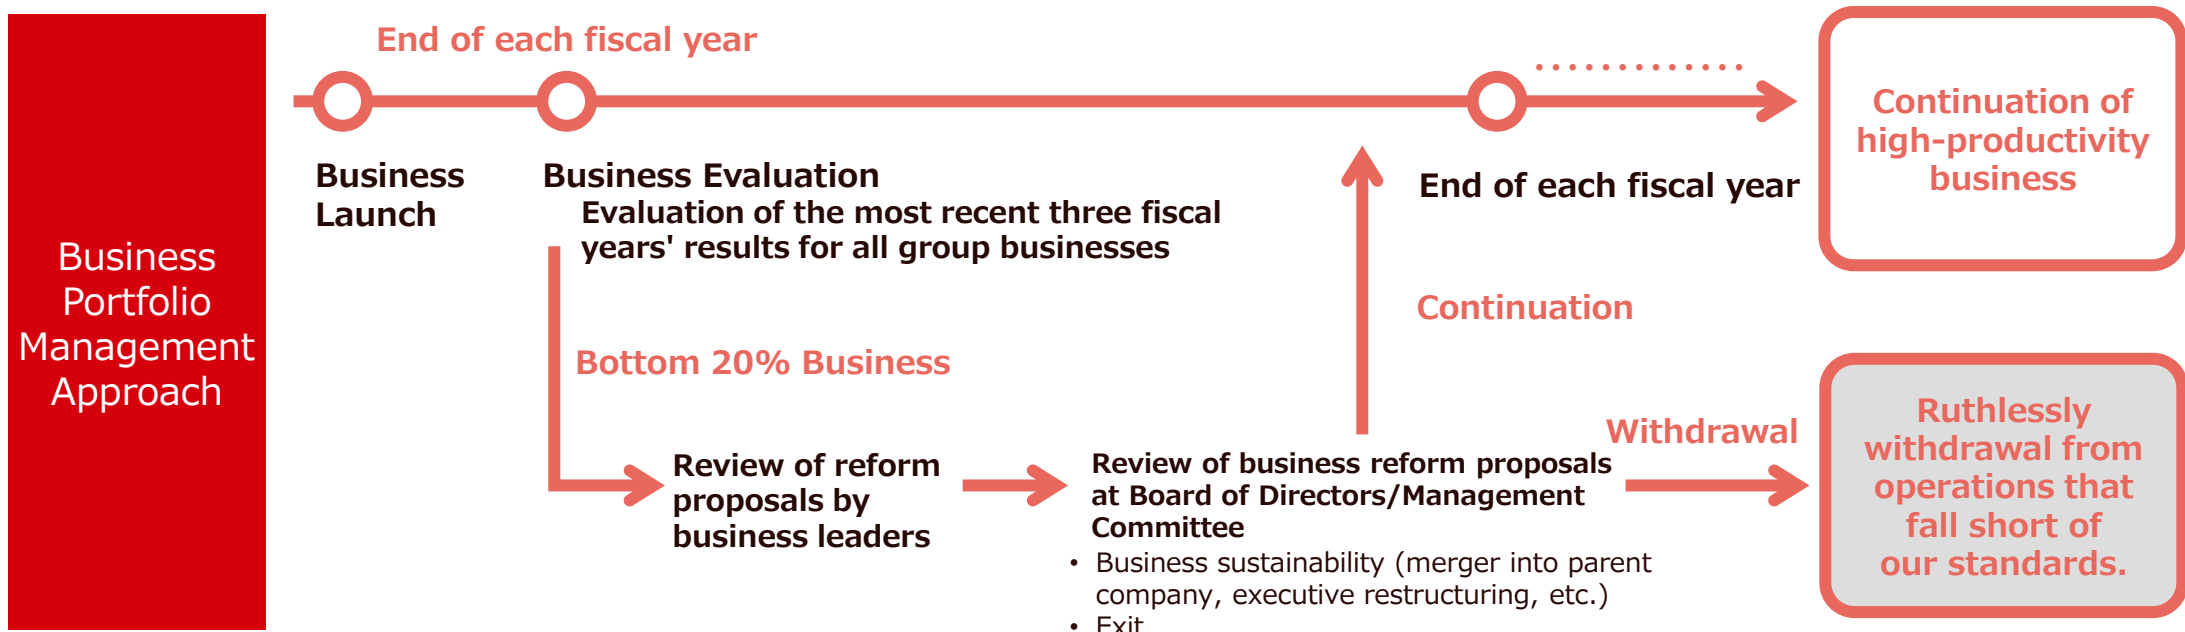 Business
Portfolio
Management
Approach
End of each fiscal year
Business
Launch
Business Evaluation
Evaluation of the most recent three fiscal
years' results for all group businesses
End of each fiscal year
Continuation of
high-productivity
business
Bottom 20% Business
Continuation
Review of reform
proposals by
business leaders
Review of business reform proposals
at Board of Directors/Management
Committee
• Business sustainability (merger into parent
company, executive restructuring, etc.)
• Exit
Withdrawal
Ruthlessly
withdrawal from
operations that
fall short of
our standards.